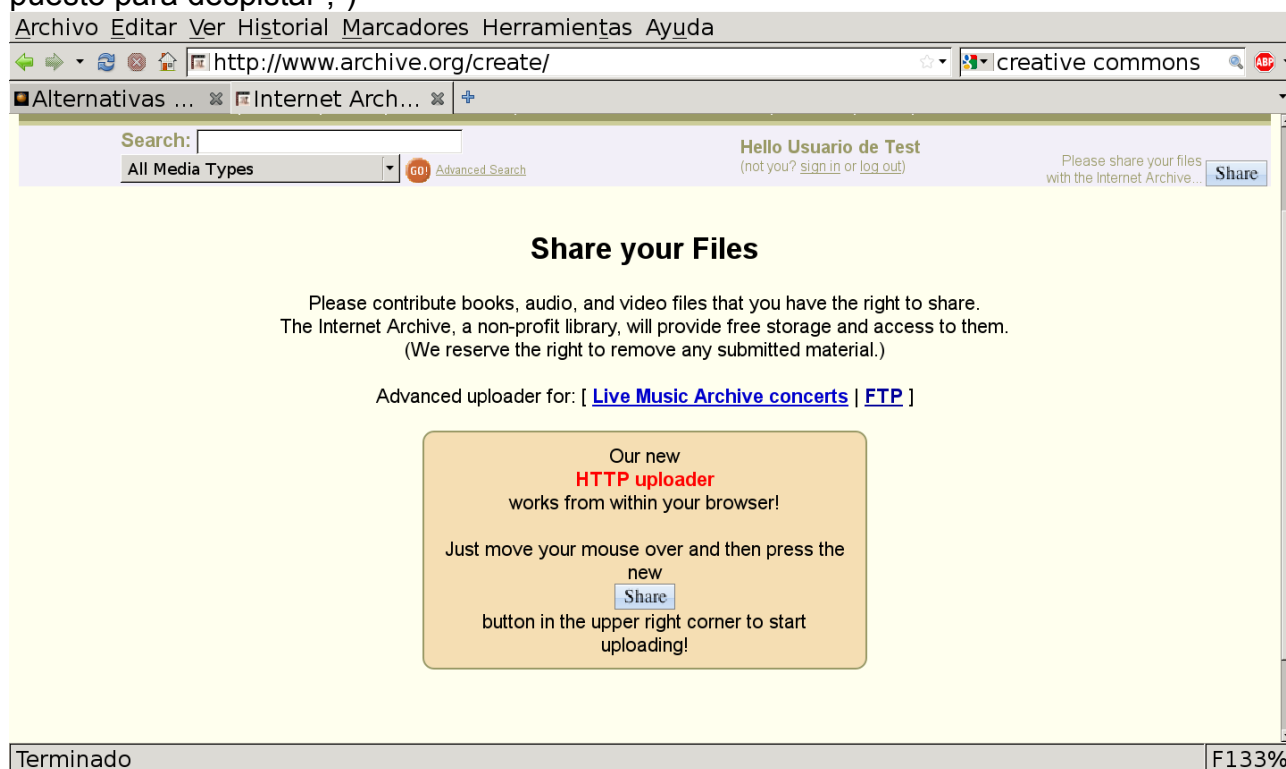 puesto para despistar ;-)
Archivo Editar Ver Historial Marcadores Herramientas Ayuda
http://www.archive.org/create/ creative commons ABP
Alternativas ... Internet Arch...
Search:
Hello Usuario de Test
All Media Types GO! Advanced Search
(not you? sign in or log out)
Please share your files
with the Internet Archive... Share
Share your Files
Please contribute books, audio, and video files that you have the right to share.
The Internet Archive, a non-profit library, will provide free storage and access to them.
(We reserve the right to remove any submitted material.)
Advanced uploader for: [ Live Music Archive concerts | FTP ]
Our new
HTTP uploader
works from within your browser!
Just move your mouse over and then press the
new
Share
button in the upper right corner to start
uploading!
Terminado F133%